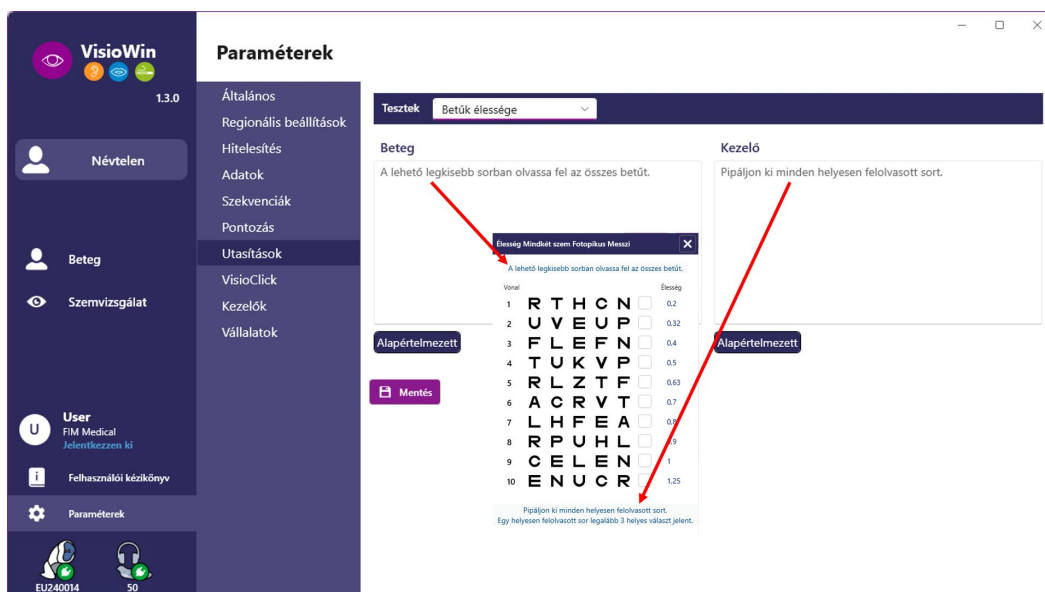 VisioWin
1.3.0
Névtelen
Beteg
Szemvizsgálat
U
User
FIM Medical
Jelentkezzen ki
i
Felhasználói kézikönyv
Paraméterek
EU240014
50
Paraméterek
Általános
Regionális beállítások
Hitelesítés
Adatok
Szekvenciák
Pontozás
Utasítások
VisioClick
Kezelők
Vállalatok
Tesztek
Betűk élessége
Beteg
A lehető legkisebb sorban olvassa fel az összes betűt.
Alapértelmezett
Mentés
Kezelő
Pipáljon ki minden helyesen felolvasott sort.
Alapértelmezett
Élesség Mindkét szem Fotopikus Messzi
A lehető legkisebb sorban olvassa fel az összes betűt.
Vonal Élesség
1 R T H C N 0.2
2 U V E U P 0.32
3 F L E F N 0.4
4 T U K V P 0.5
5 R L Z T F 0.63
6 A C R V T 0.7
7 L H F E A
8 R P U H L
9 C E L E N 1
10 E N U C R 1.25
Pipáljon ki minden helyesen felolvasott sort.
Egy helyesen felolvasott sor legalább 3 helyes választ jelent.